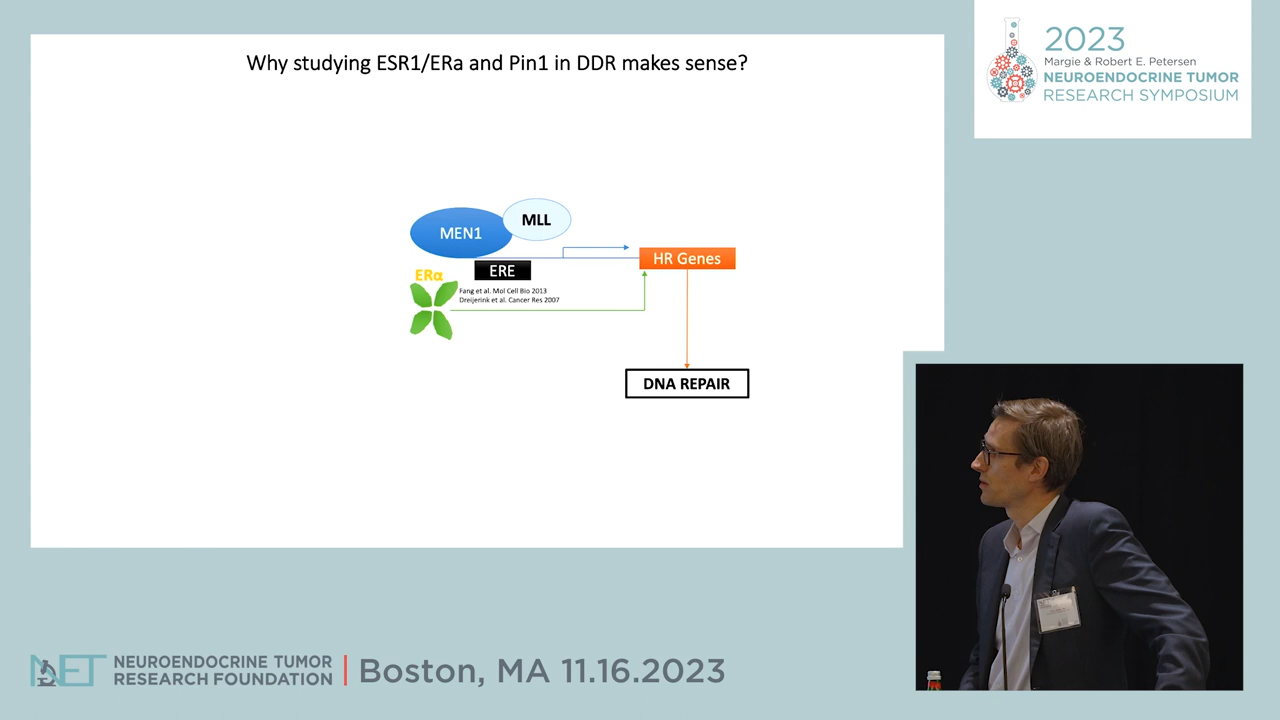 Why studying ESR1/ERa and Pin1 in DDR makes sense?
MLL
MEN1
HR Genes
ERE
ERα
Fang et al. Mol Cell Bio 2013
Dreijerink et al. Cancer Res 2007
DNA REPAIR
2023
Margie & Robert E. Petersen
NEUROENDOCRINE TUMOR
RESEARCH SYMPOSIUM
NET
NEUROENDOCRINE TUMOR
RESEARCH FOUNDATION
Boston, MA 11.16.2023